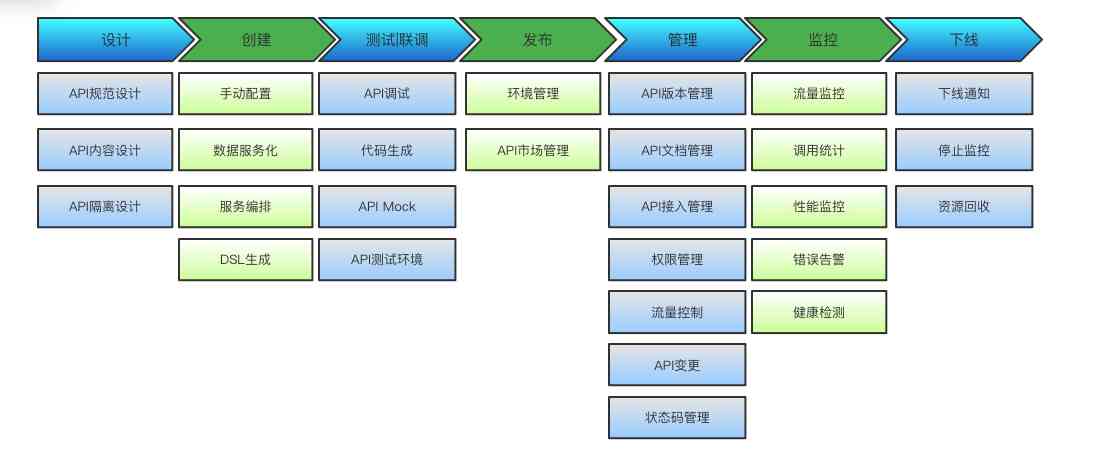 设计
创建
测试联调
发布
管理
监控
下线
API规范设计
手动配置
API调试
环境管理
API版本管理
流量监控
下线通知
API内容设计
数据服务化
代码生成
API市场管理
API文档管理
调用统计
停止监控
API隔离设计
服务编排
API Mock
API接入管理
性能监控
资源回收
DSL生成
API测试环境
权限管理
错误告警
流量控制
健康检测
API变更
状态码管理